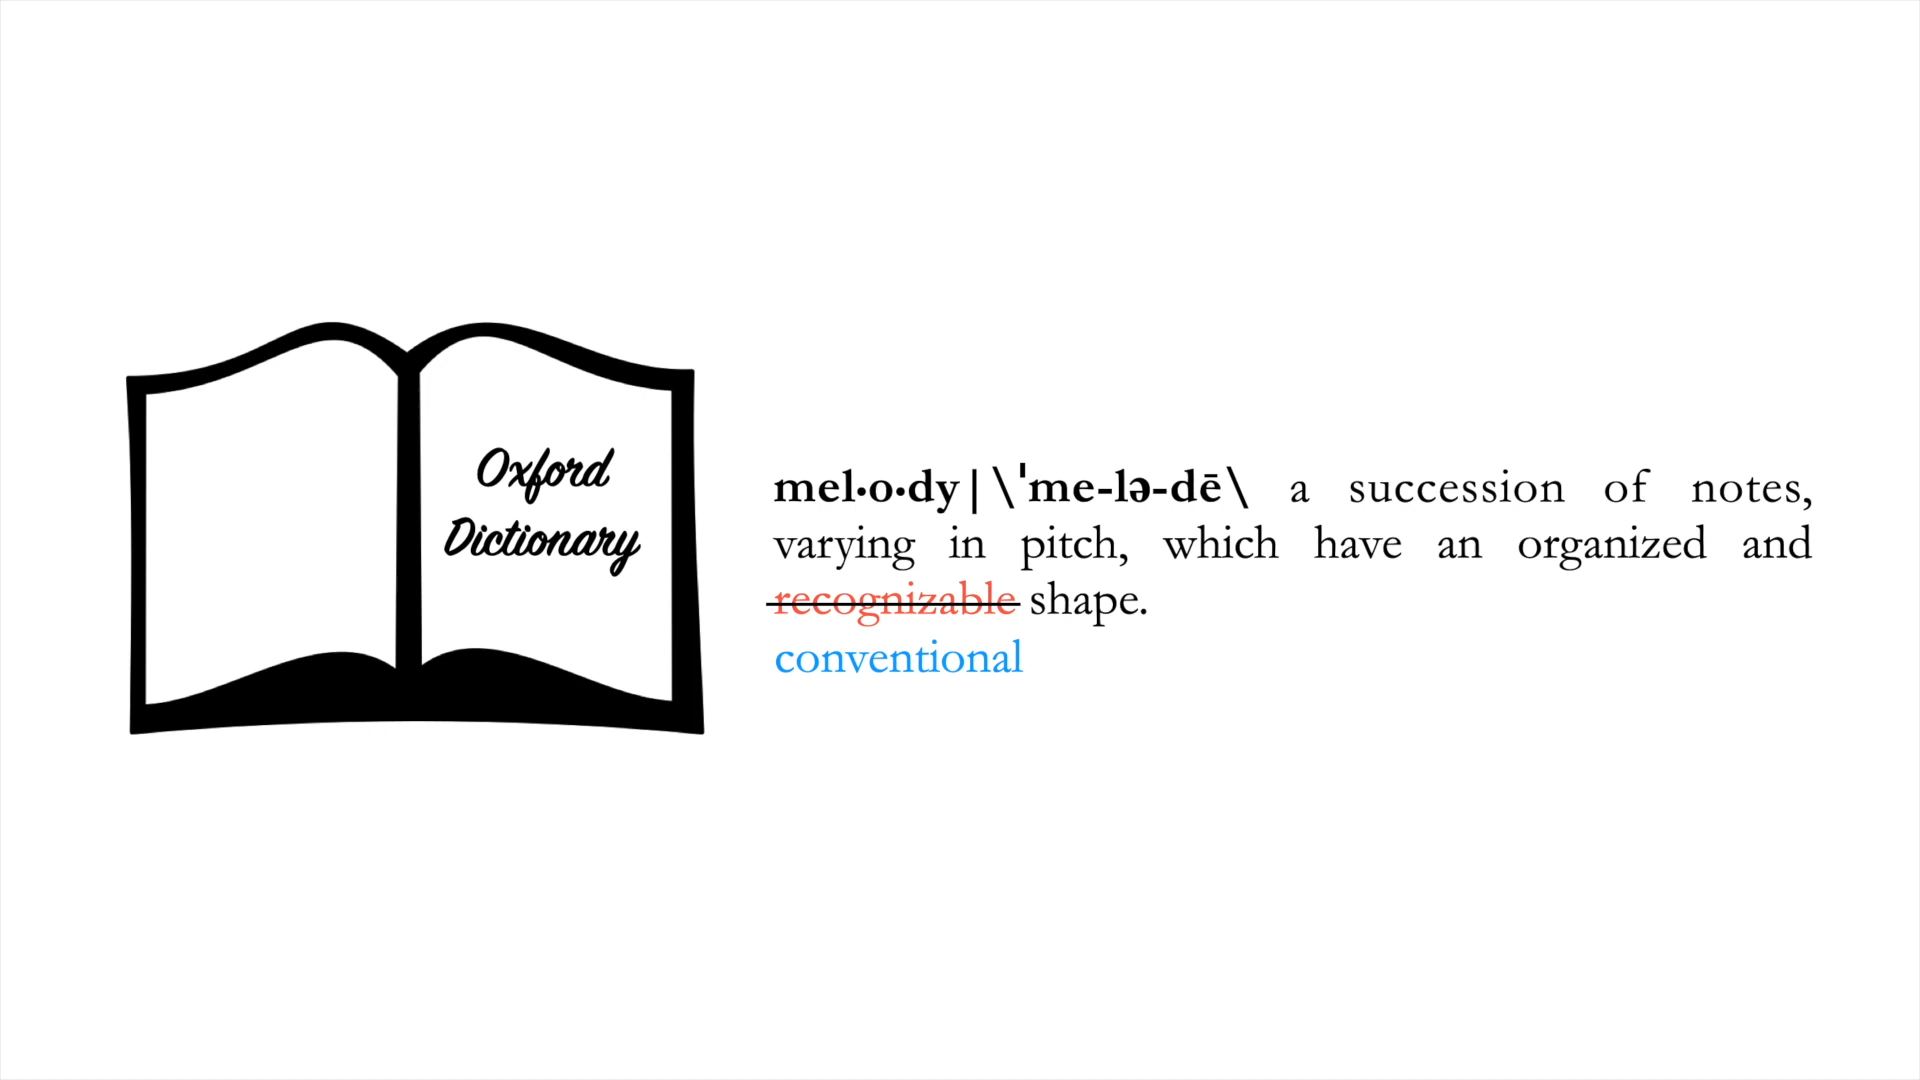 Oxford
Dictionary
mel·o·dy|\ˈme-lə-dē\ a succession of notes,
varying in pitch, which have an organized and
recognizable shape.
conventional